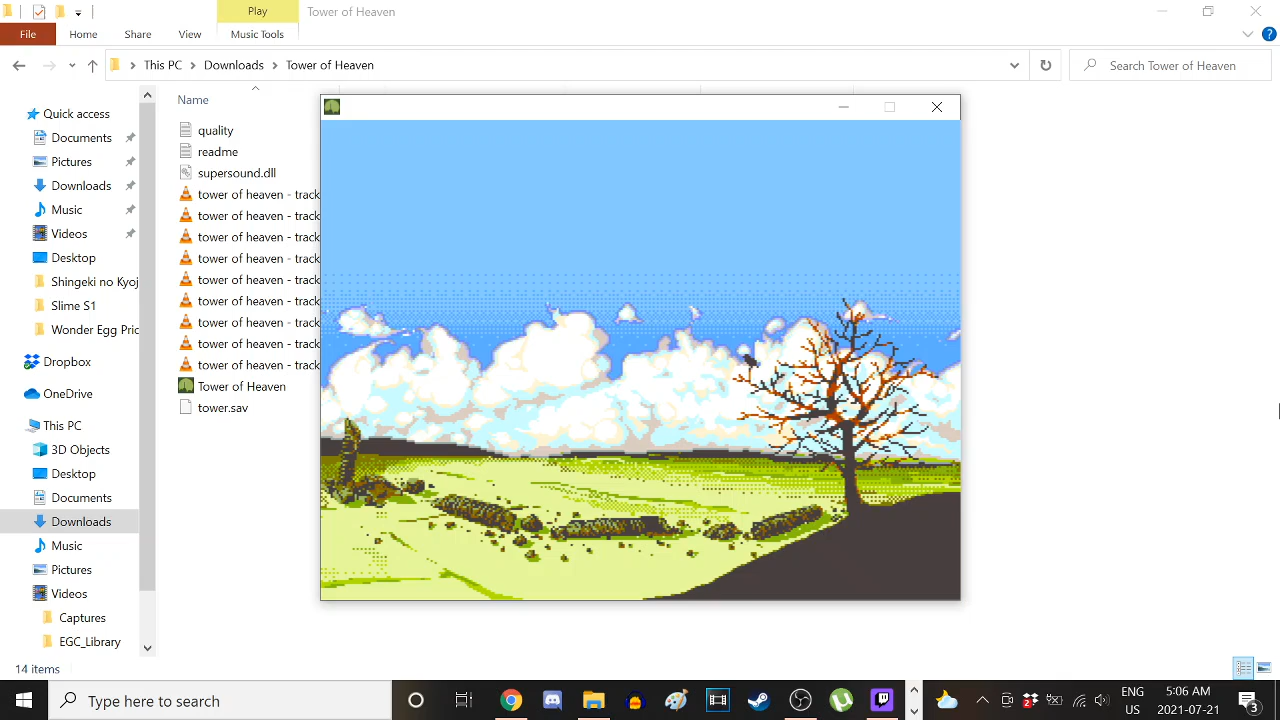 Play
Tower of Heaven
File
Home
Share
View
Music Tools
This PC
Downloads
Tower of Heaven
Search Tower of Heaven
Name
Quick access
Documents
Pictures
Downloads
Music
Videos
Desktop
Shingeki no Kyoj
Slime S1
Wonder Egg Pric
Dropbox
OneDrive
This PC
3D Objects
Desktop
Documents
Downloads
Music
Pictures
Videos
Captures
EGC_Library
quality
readme
supersound.dll
tower of heaven - track
tower of heaven - track
tower of heaven - track
tower of heaven - track
tower of heaven - track
tower of heaven - track
tower of heaven - track
tower of heaven - track
tower of heaven - track
Tower of Heaven
tower.sav
14 items
Type here to search
2
ENG
US
5:06 AM
2021-07-21
3